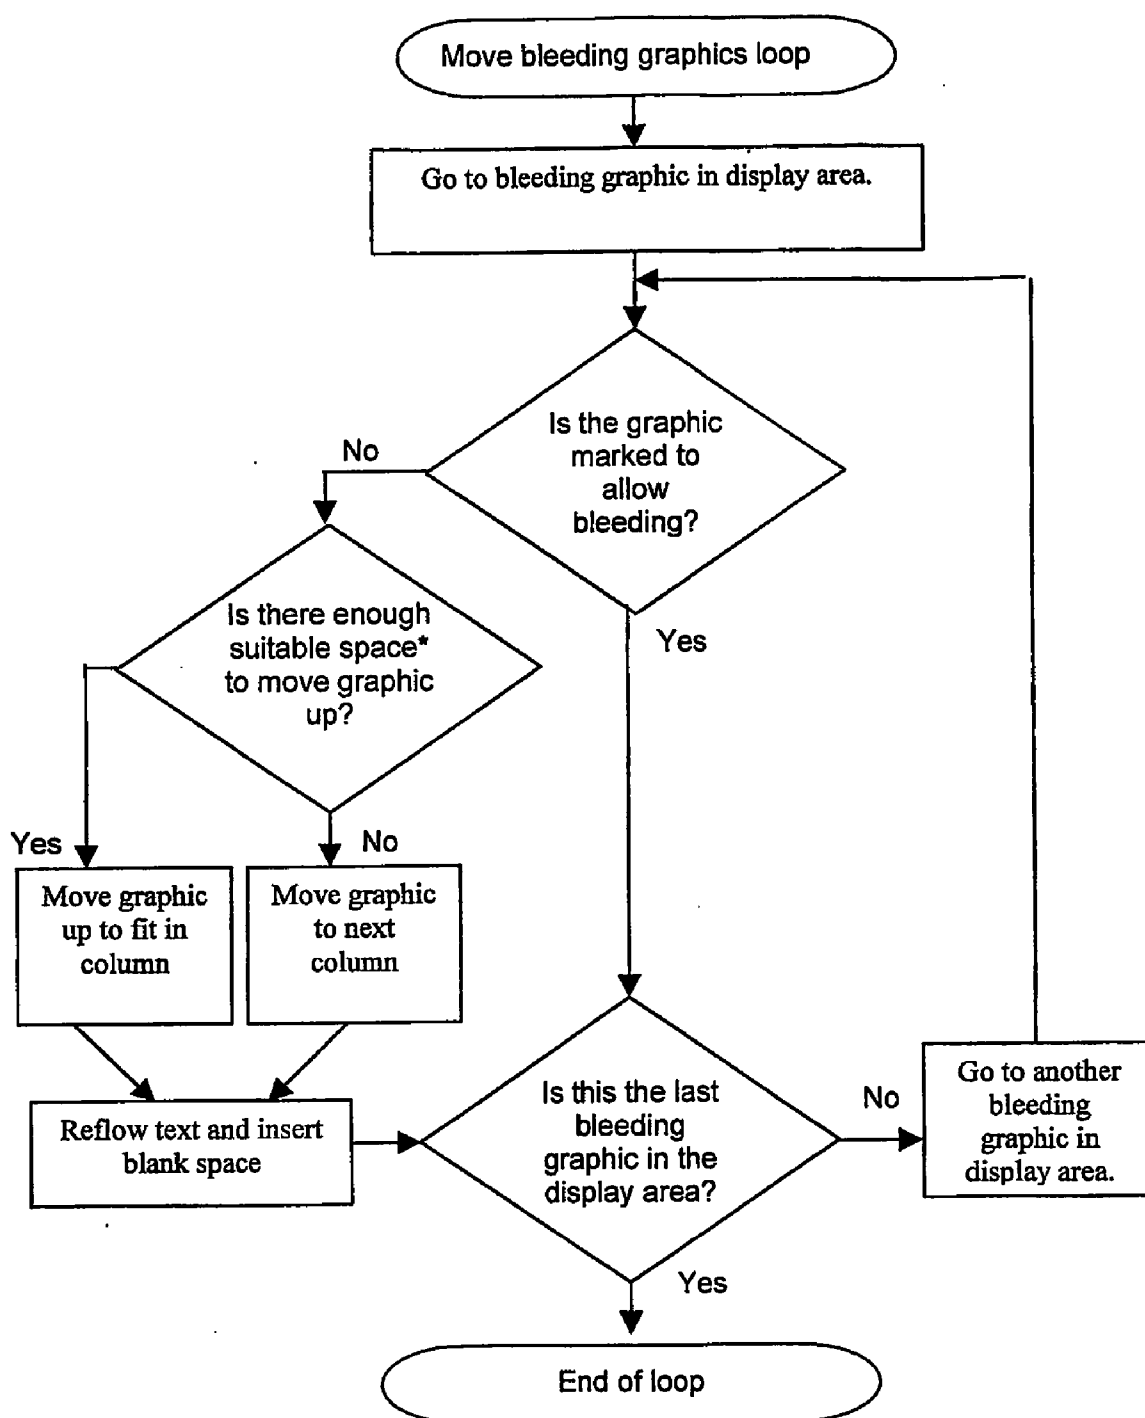 Move bleeding graphics loop
Go to bleeding graphic in display area.
Is the graphic
marked to
allow
bleeding?
No
Yes
Is there enough
suitable space*
to move graphic
up?
Yes
No
Move graphic
up to fit in
column
Move graphic
to next
column
Reflow text and insert
blank space
Is this the last
bleeding
graphic in the
display area?
No
Go to another
bleeding
graphic in
display area.
Yes
End of loop